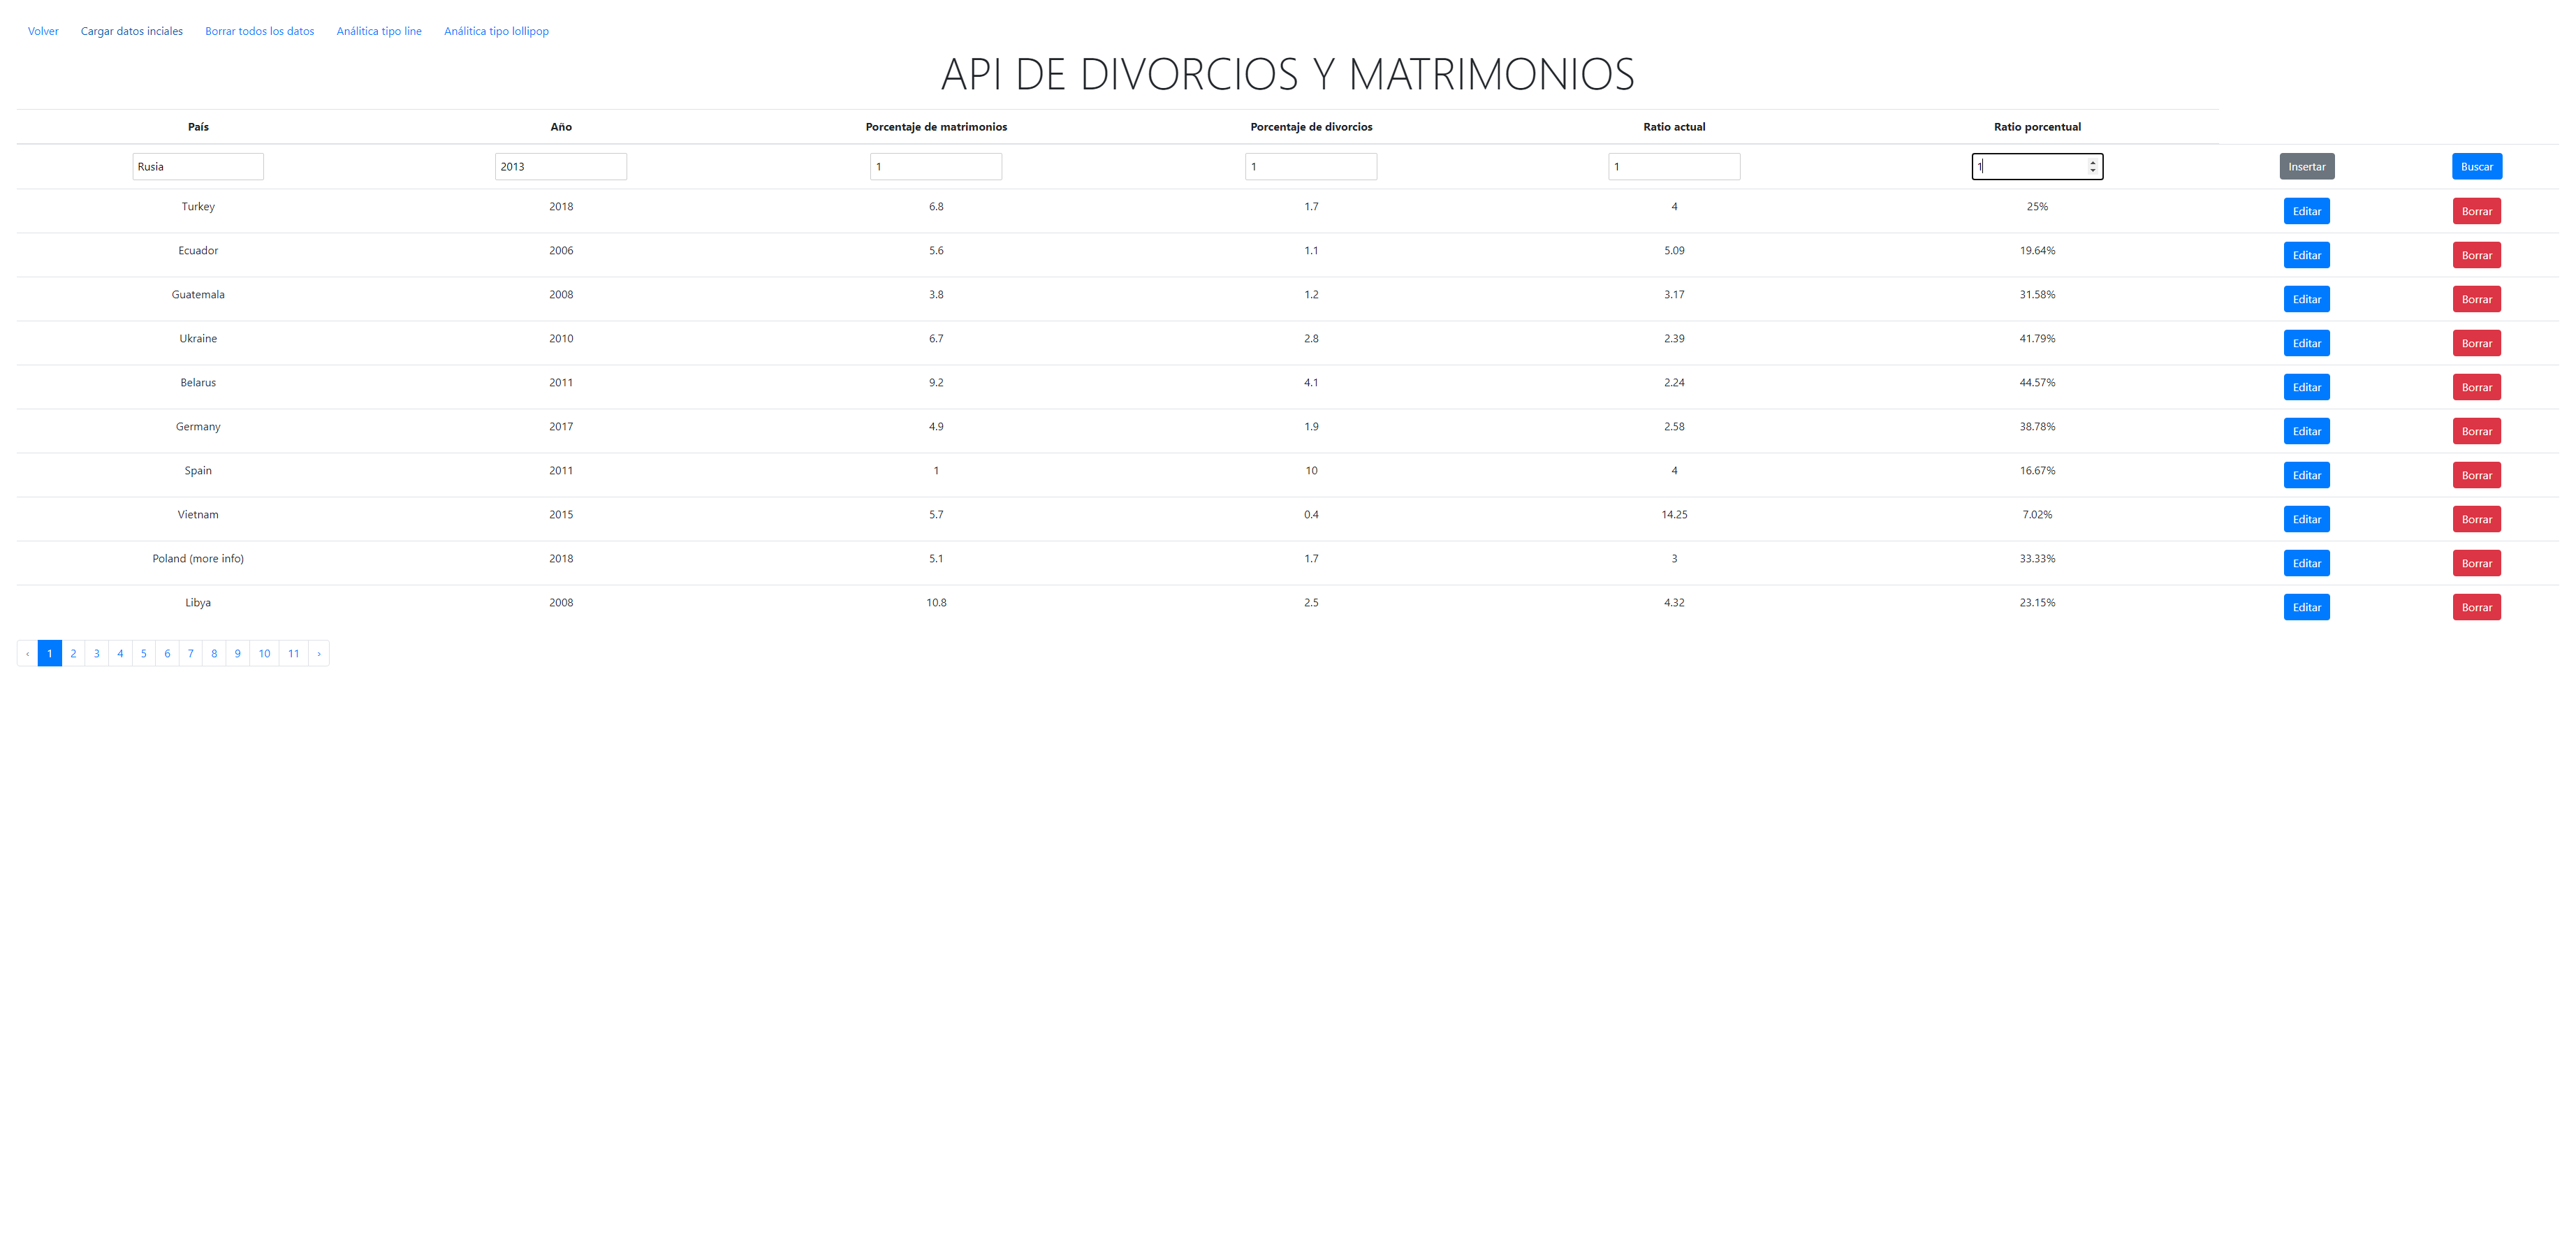 Volver Cargar datos inciales Borrar todos los datos Análitica tipo line Análitica tipo lollipop
API DE DIVORCIOS Y MATRIMONIOS
País Año Porcentaje de matrimonios Porcentaje de divorcios Ratio actual Ratio porcentual
Rusia 2013 1 1 1 1 Insertar Buscar
Turkey 2018 6.8 1.7 4 25% Editar Borrar
Ecuador 2006 5.6 1.1 5.09 19.64% Editar Borrar
Guatemala 2008 3.8 1.2 3.17 31.58% Editar Borrar
Ukraine 2010 6.7 2.8 2.39 41.79% Editar Borrar
Belarus 2011 9.2 4.1 2.24 44.57% Editar Borrar
Germany 2017 4.9 1.9 2.58 38.78% Editar Borrar
Spain 2011 1 10 4 16.67% Editar Borrar
Vietnam 2015 5.7 0.4 14.25 7.02% Editar Borrar
Poland (more info) 2018 5.1 1.7 3 33.33% Editar Borrar
Libya 2008 10.8 2.5 4.32 23.15% Editar Borrar
‹ 1 2 3 4 5 6 7 8 9 10 11 ›